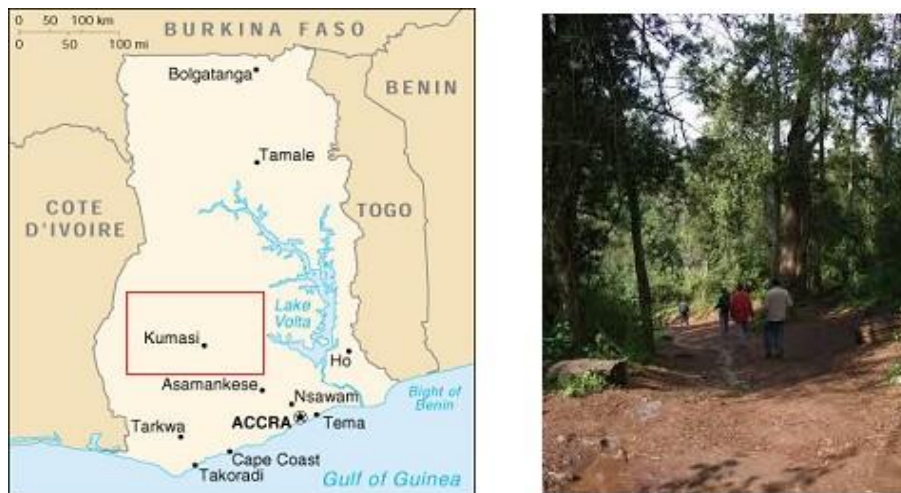 0 50 100 km
0 50 100 mi
BURKINA FASO
Bolgatanga
BENIN
Tamale
COTE
D'IVOIRE
TOGO
Lake
Volta
Kumasi
Ho
Asamankese
Nsawam
Bight of
Benin
ACCRA
Tema
Tarkwa
Cape Coast
Takoradi
Gulf of Guinea